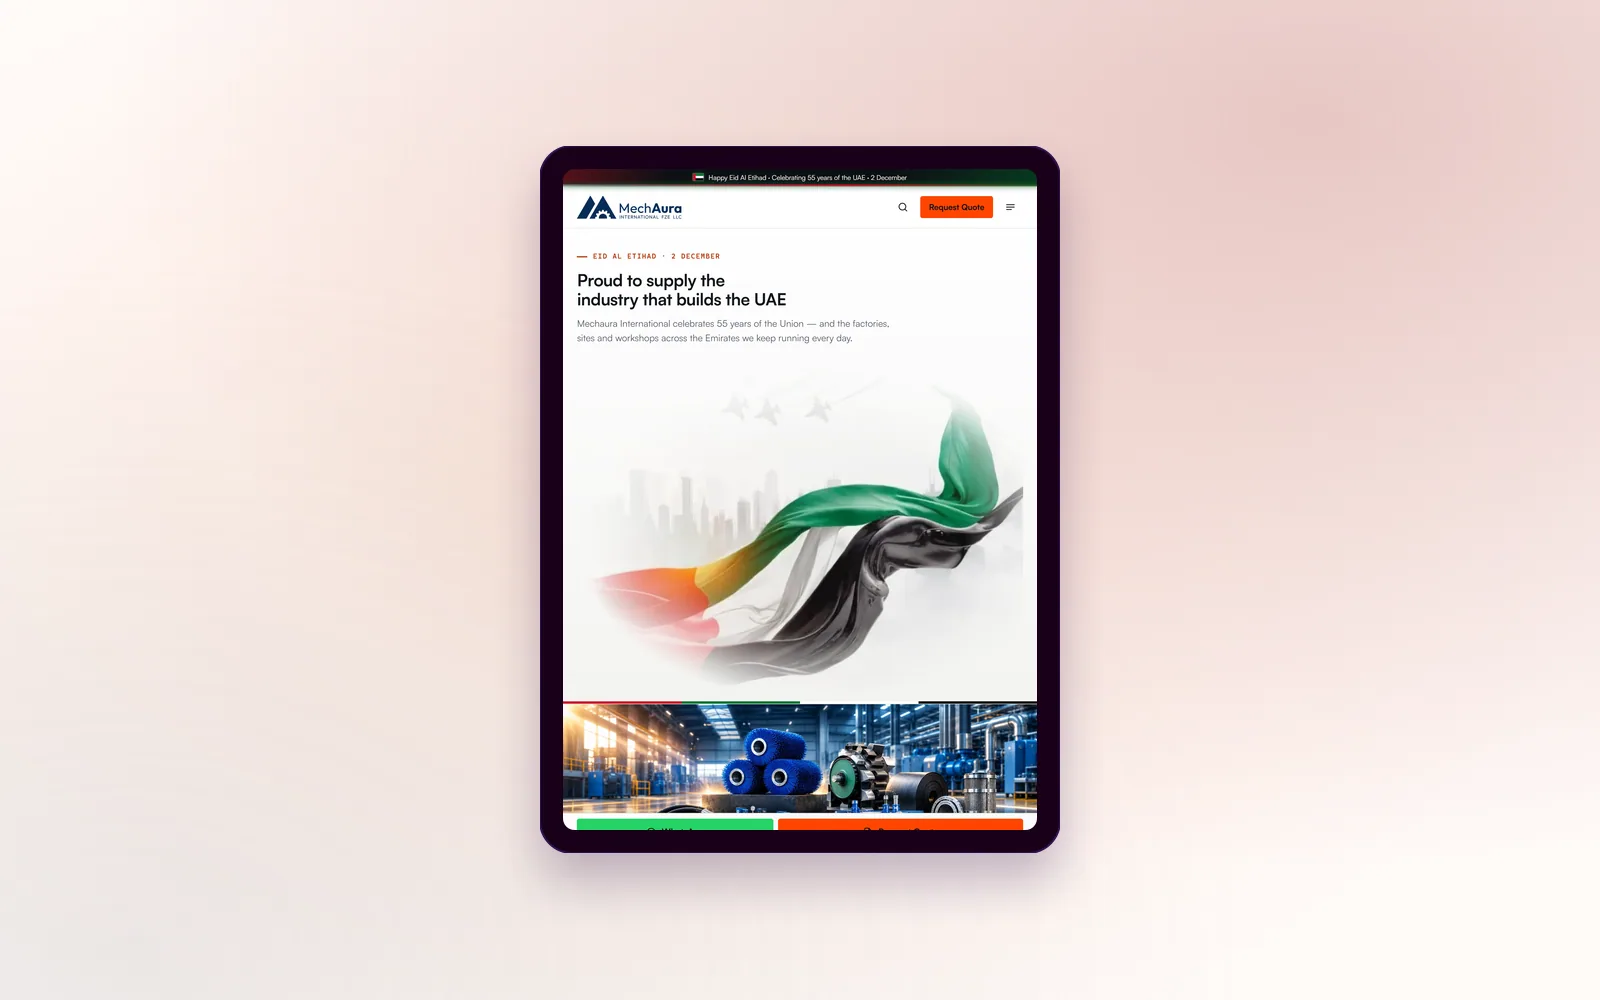 Happy Eid Al Etihad · Celebrating 55 years of the UAE · 2 December
MechAura
INTERNATIONAL FZE LLC
Request Quote
EID AL ETIHAD · 2 DECEMBER
Proud to supply the
industry that builds the UAE
Mechaura International celebrates 55 years of the Union — and the factories,
sites and workshops across the Emirates we keep running every day.